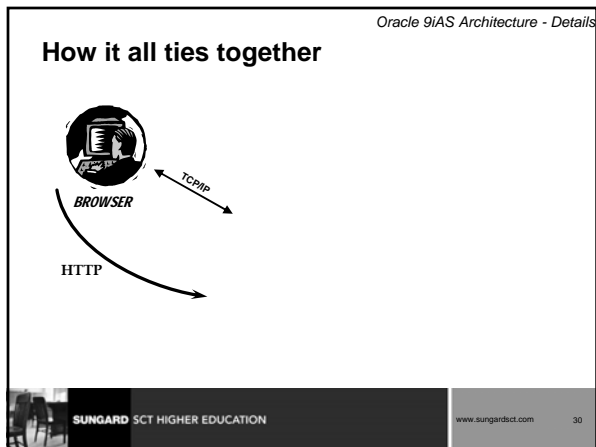 Oracle 9iAS Architecture - Details
How it all ties together
TCP/IP
BROWSER
HTTP
SUNGARD SCT HIGHER EDUCATION
www.sungardsct.com
30